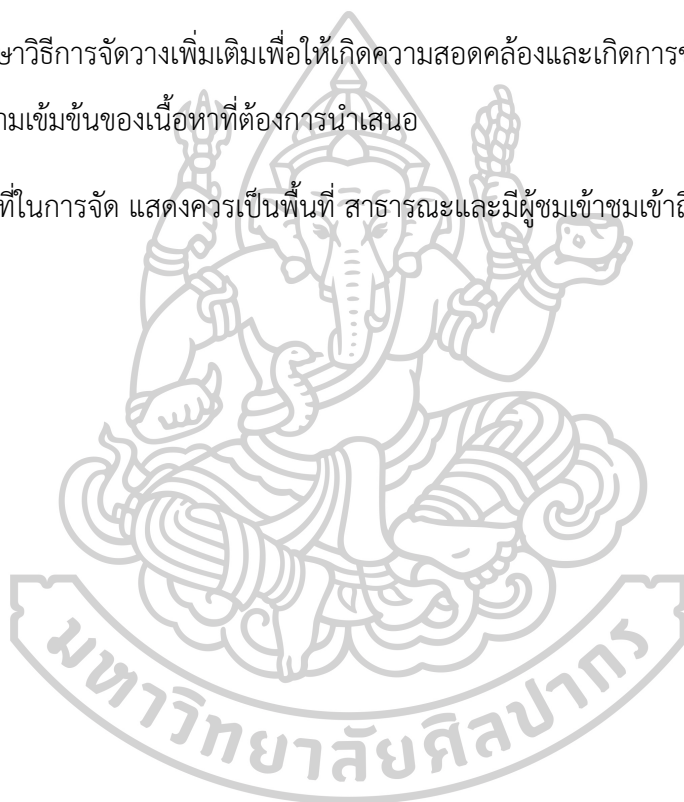 ษาวิธีการจัดวางเพิ่มเติมเพื่อให้เกิดความสอดคล้องและเกิดการ
ามเข้มข้นของเนื้อหาที่ต้องการนำเสนอ
ที่ในการจัด แสดงควรเป็นพื้นที่ สาธารณะและมีผู้ชมเข้าชมเข้าถึ
มหาวิทยาลัยศิลปากร